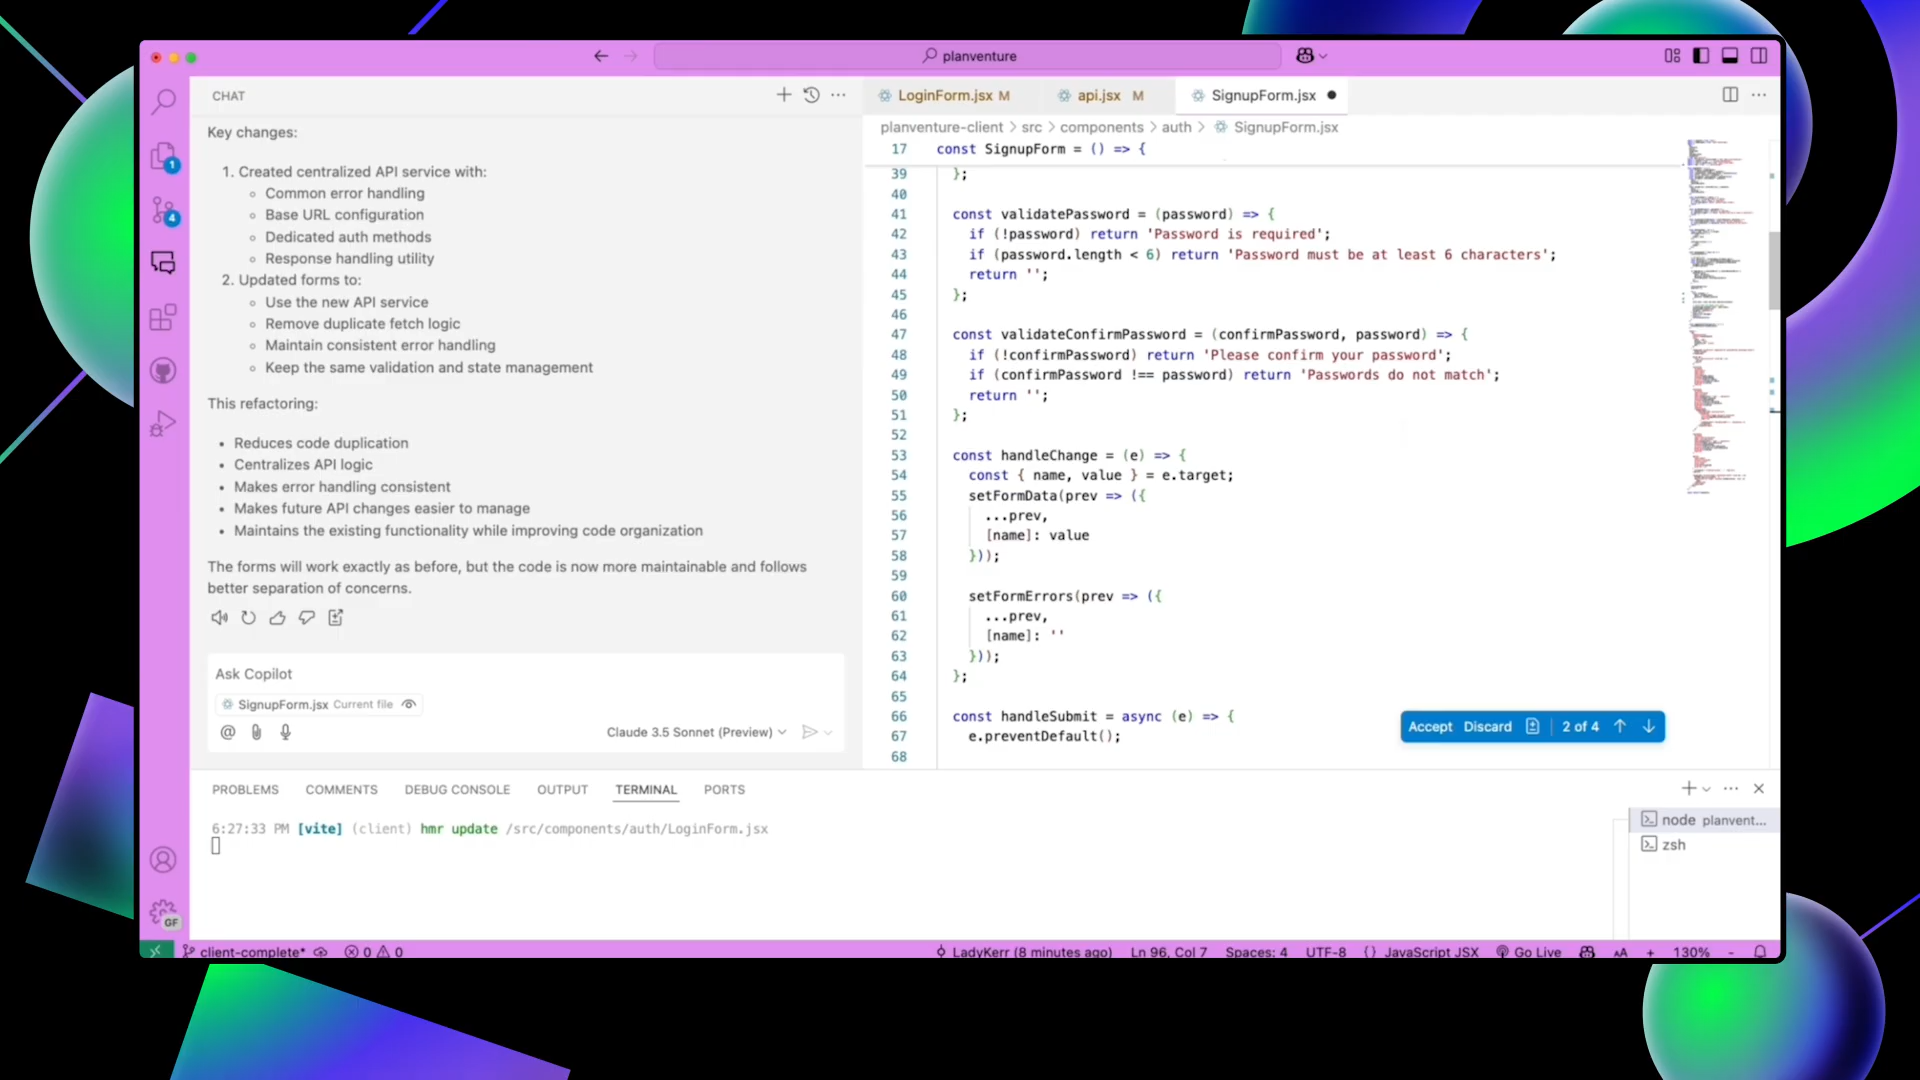 planventure
CHAT
Key changes:
1. Created centralized API service with:
Common error handling
Base URL configuration
Dedicated auth methods
Response handling utility
2. Updated forms to:
Use the new API service
Remove duplicate fetch logic
Maintain consistent error handling
Keep the same validation and state management
This refactoring:
Reduces code duplication
Centralizes API logic
Makes error handling consistent
Makes future API changes easier to manage
Maintains the existing functionality while improving code organization
The forms will work exactly as before, but the code is now more maintainable and follows
better separation of concerns.
Ask Copilot
SignupForm.jsx Current file
Claude 3.5 Sonnet (Preview)
1
4
GF
LoginForm.jsx M
api.jsx M
SignupForm.jsx
planventure-client > src > components > auth > SignupForm.jsx
17 const SignupForm = () => {
39 };
40
41 const validatePassword = (password) => {
42 if (!password) return 'Password is required';
43 if (password.length < 6) return 'Password must be at least 6 characters';
44 return '';
45 };
46
47 const validateConfirmPassword = (confirmPassword, password) => {
48 if (!confirmPassword) return 'Please confirm your password';
49 if (confirmPassword !== password) return 'Passwords do not match';
50 return '';
51 };
52
53 const handleChange = (e) => {
54 const { name, value } = e.target;
55 setFormData(prev => ({
56 ...prev,
57 [name]: value
58 }));
59
60 setFormErrors(prev => ({
61 ...prev,
62 [name]: ''
63 }));
64 };
65
66 const handleSubmit = async (e) => {
67 e.preventDefault();
68
Accept Discard 2 of 4
PROBLEMS COMMENTS DEBUG CONSOLE OUTPUT TERMINAL PORTS
6:27:33 PM [vite] (client) hmr update /src/components/auth/LoginForm.jsx
node planvent...
zsh
client-complete* 0 0 LadyKerr (8 minutes ago) Ln 96, Col 7 Spaces: 4 UTF-8 {} JavaScript JSX Go Live AA + 130% -